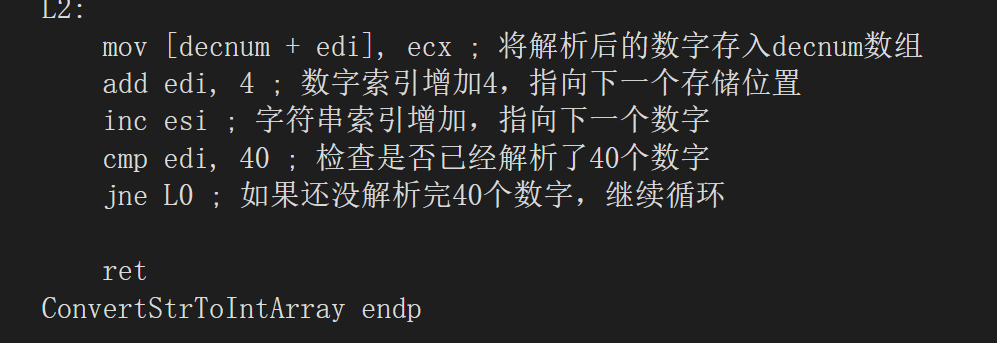 L2:
mov [decnum + edi], ecx ; 将解析后的数字存入decnum数组
add edi, 4 ; 数字索引增加4，指向下一个存储位置
inc esi ; 字符串索引增加，指向下一个数字
cmp edi, 40 ; 检查是否已经解析了40个数字
jne L0 ; 如果还没解析完40个数字，继续循环
ret
ConvertStrToIntArray endp